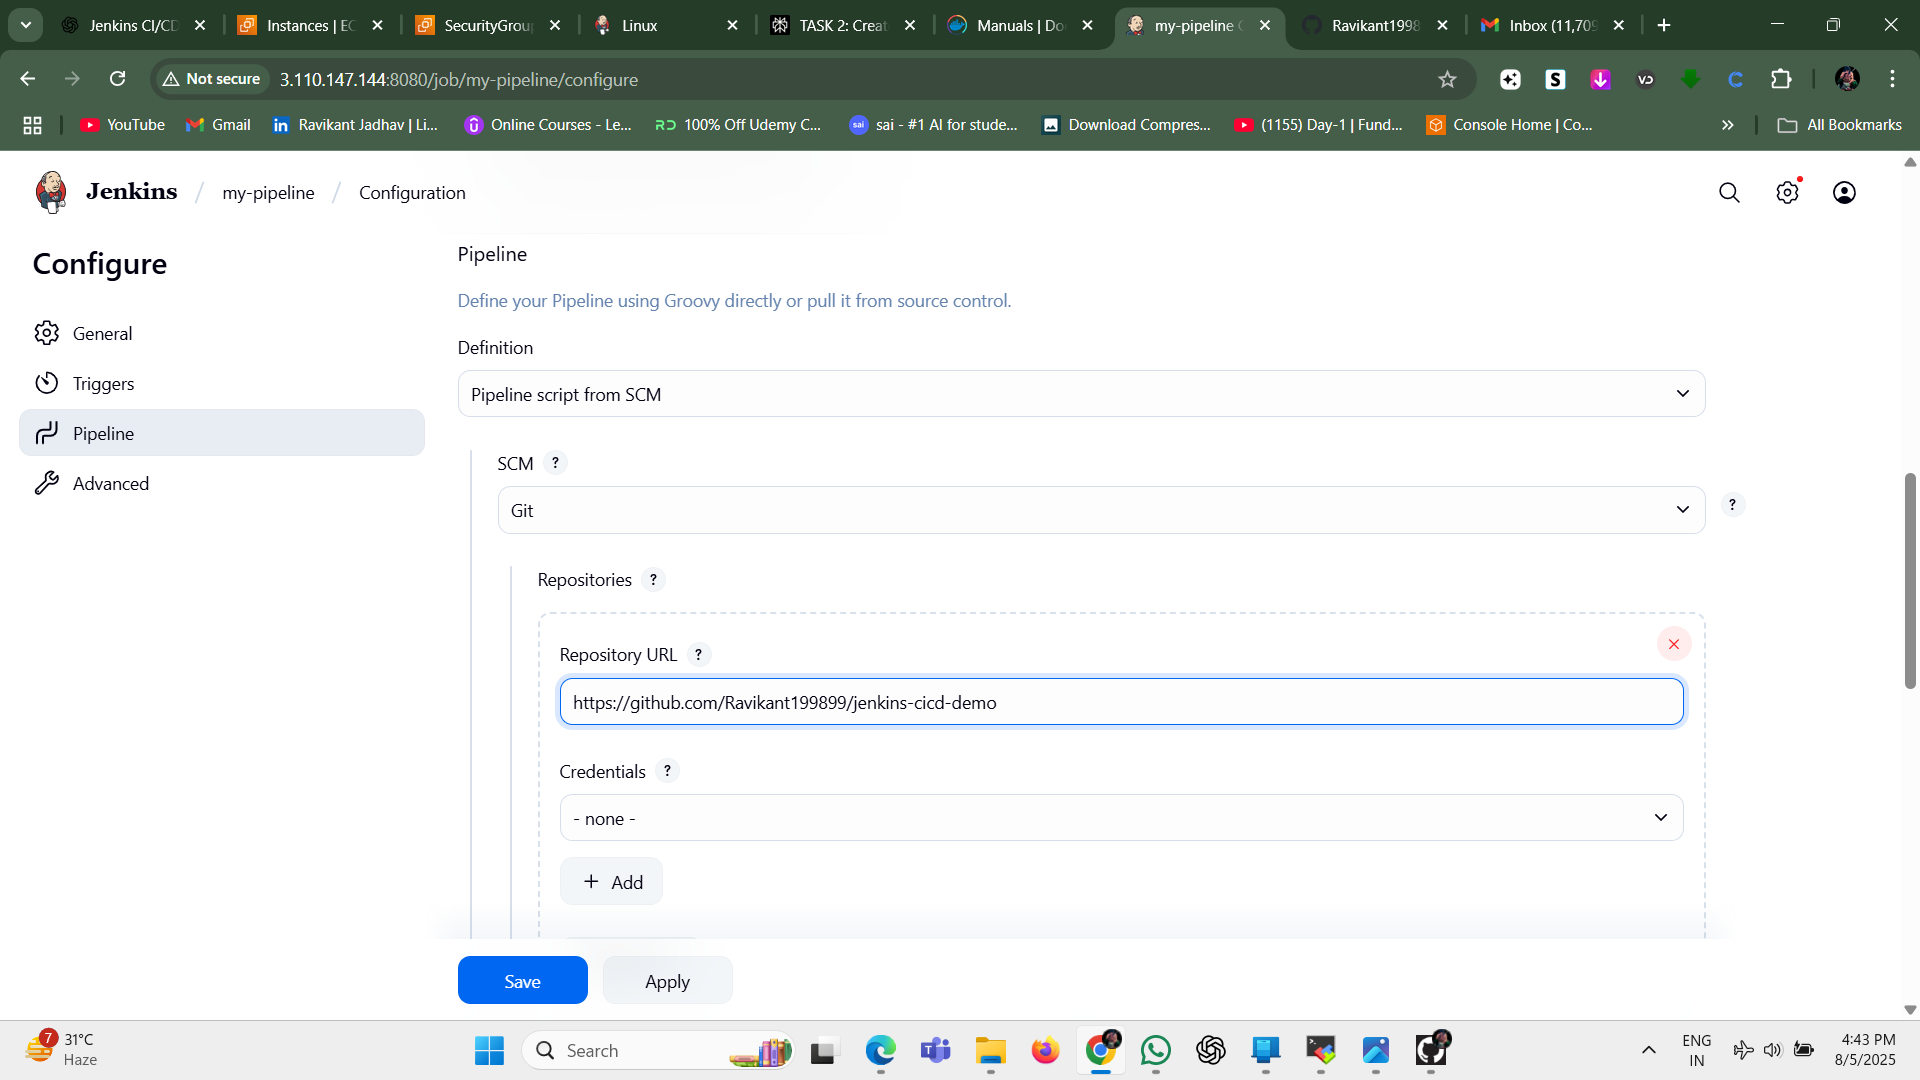 Jenkins CI/CD
Instances | EC
SecurityGrou
Linux
TASK 2: Creat
Manuals | Do
my-pipeline C
Ravikant1998
Inbox (11,709
Not secure
3.110.147.144:8080/job/my-pipeline/configure
YouTube
Gmail
Ravikant Jadhav | Li...
Online Courses - Le...
100% Off Udemy C...
sai - #1 AI for stude...
Download Compres...
(1155) Day-1 | Fund...
Console Home | Co...
All Bookmarks
Jenkins / my-pipeline / Configuration
Configure
General
Triggers
Pipeline
Advanced
Pipeline
Define your Pipeline using Groovy directly or pull it from source control.
Definition
Pipeline script from SCM
SCM ?
Git
?
Repositories ?
Repository URL ?
https://github.com/Ravikant199899/jenkins-cicd-demo
Credentials ?
- none -
+ Add
Save
Apply
7
31°C
Haze
Search
ENG
IN
4:43 PM
8/5/2025